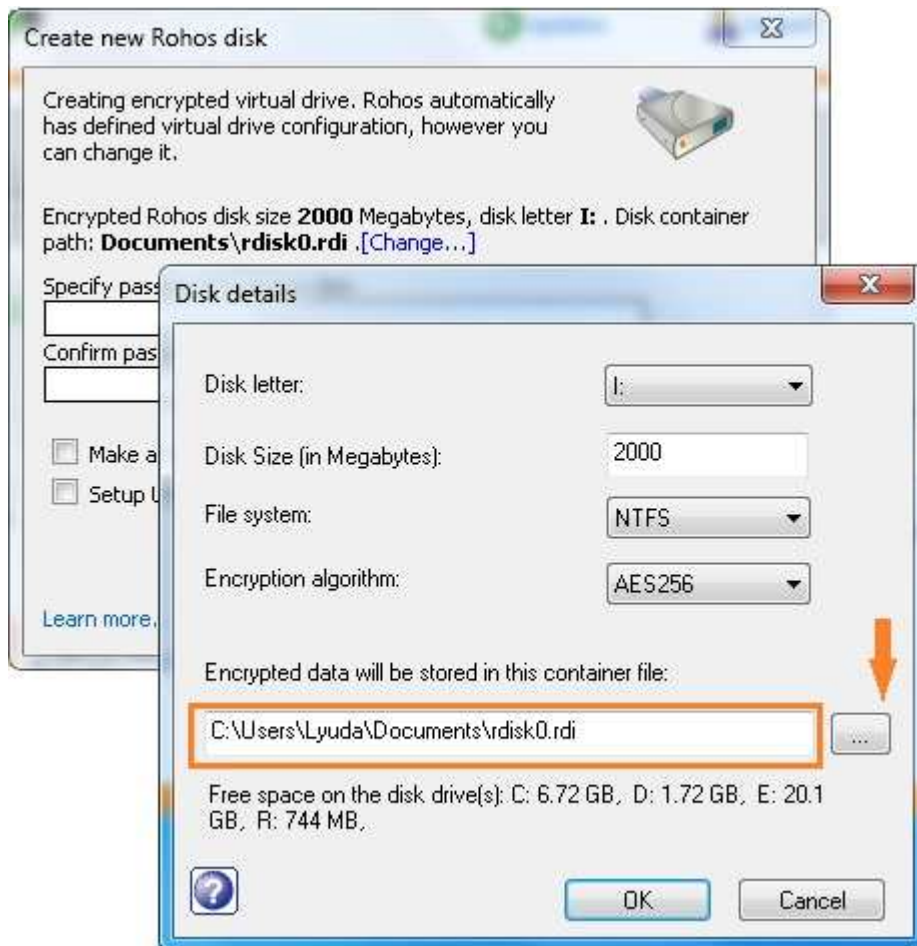 Create new Rohos disk
Creating encrypted virtual drive. Rohos automatically
has defined virtual drive configuration, however you
can change it.
Encrypted Rohos disk size 2000 Megabytes, disk letter I: . Disk container
path: Documents\rdisk0.rdi .[Change...]
Specify pass
Confirm pas
Make a
Setup U
Learn more.
Disk details
Disk letter:
I:
Disk Size (in Megabytes):
2000
File system:
NTFS
Encryption algorithm:
AES256
Encrypted data will be stored in this container file:
C:\Users\Lyuda\Documents\rdisk0.rdi
...
Free space on the disk drive(s): C: 6.72 GB, D: 1.72 GB, E: 20.1
GB, R: 744 MB,
?
OK
Cancel